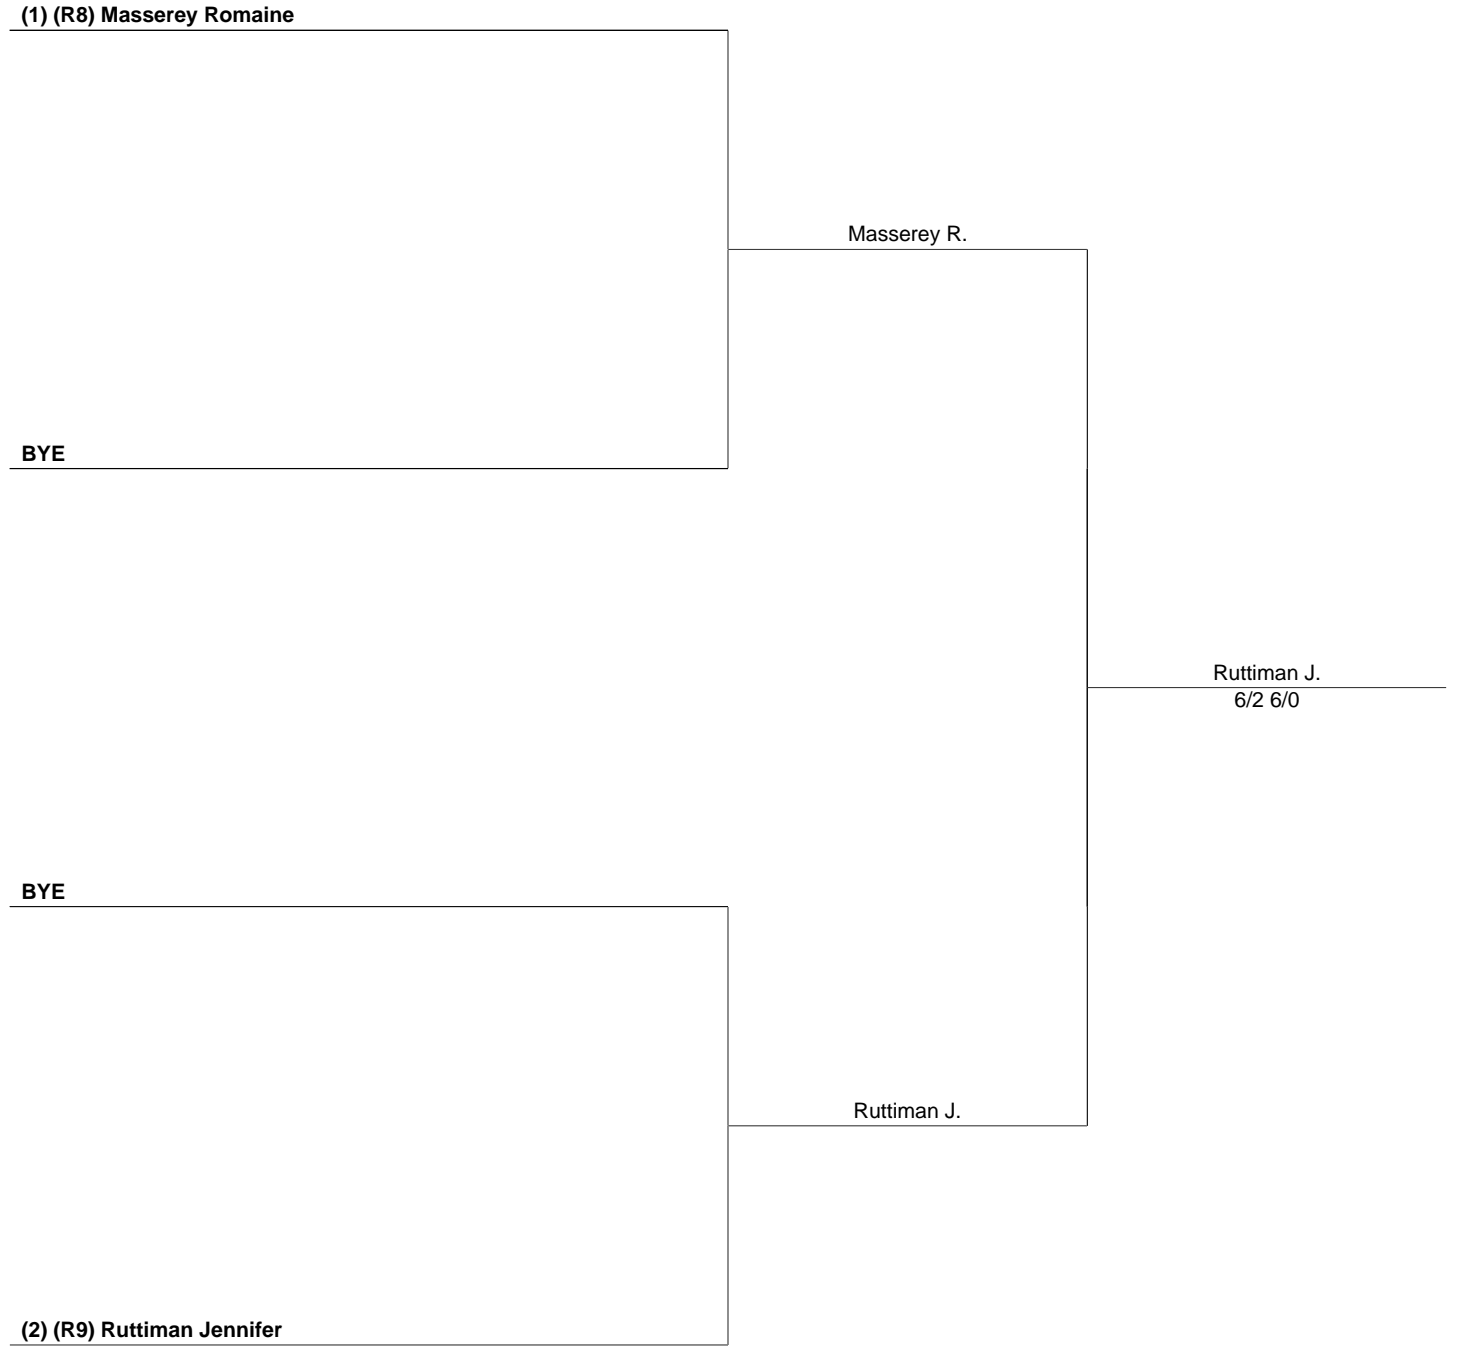 (1) (R8) Masserey Romaine
Masserey R.
BYE
Ruttiman J.
6/2 6/0
BYE
Ruttiman J.
(2) (R9) Ruttiman Jennifer